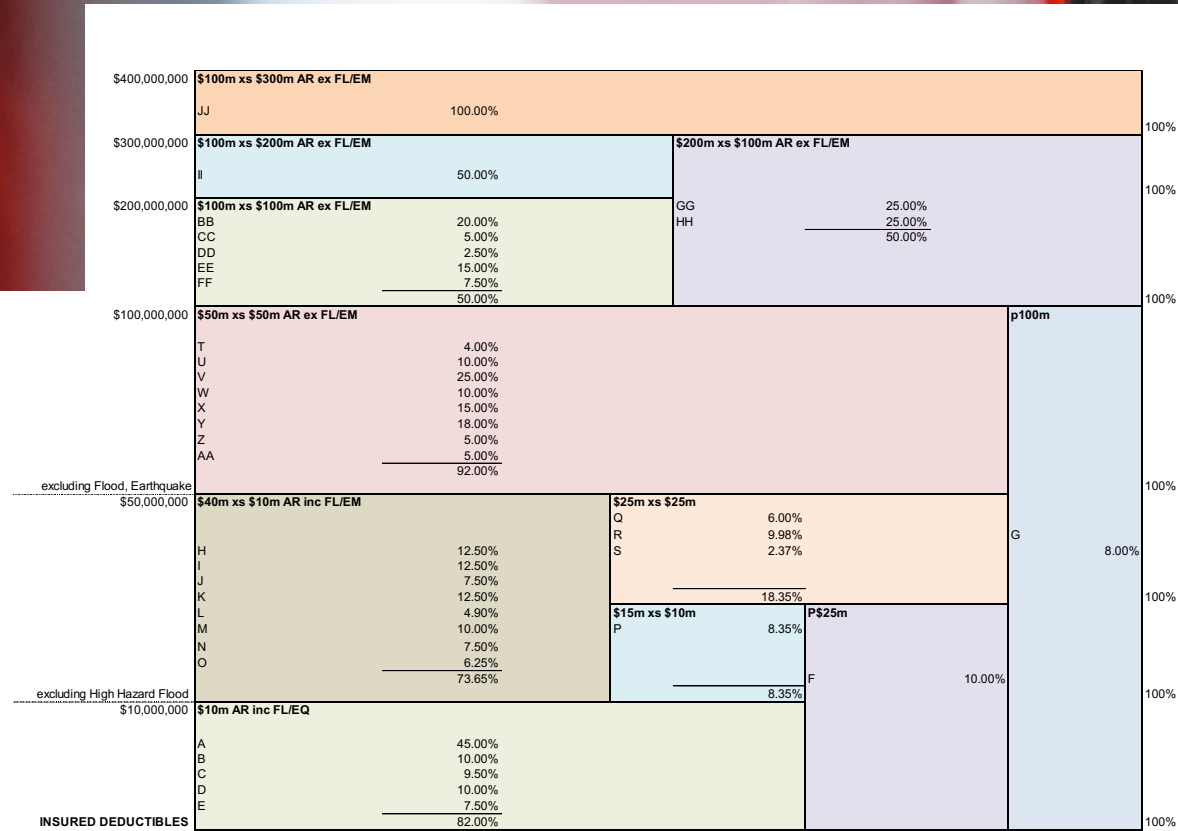 $400,000,000 $100m xs $300m AR ex FL/EM
JJ 100.00%
100%
$300,000,000 $100m xs $200m AR ex FL/EM $200m xs $100m AR ex FL/EM
II 50.00%
100%
$200,000,000 $100m xs $100m AR ex FL/EM GG 25.00%
BB 20.00% HH 25.00%
CC 5.00% 50.00%
DD 2.50%
EE 15.00%
FF 7.50%
50.00% 100%
$100,000,000 $50m xs $50m AR ex FL/EM p100m
T 4.00%
U 10.00%
V 25.00%
W 10.00%
X 15.00%
Y 18.00%
Z 5.00%
AA 5.00%
92.00%
excluding Flood, Earthquake 100%
$50,000,000 $40m xs $10m AR inc FL/EM $25m xs $25m
Q 6.00%
R 9.98% G
H 12.50% S 2.37% 8.00%
I 12.50%
J 7.50%
K 12.50% 18.35% 100%
L 4.90% $15m xs $10m P$25m
M 10.00% P 8.35%
N 7.50%
O 6.25%
73.65% F 10.00%
excluding High Hazard Flood 8.35% 100%
$10,000,000 $10m AR inc FL/EQ
A 45.00%
B 10.00%
C 9.50%
D 10.00%
E 7.50%
INSURED DEDUCTIBLES 82.00% 100%